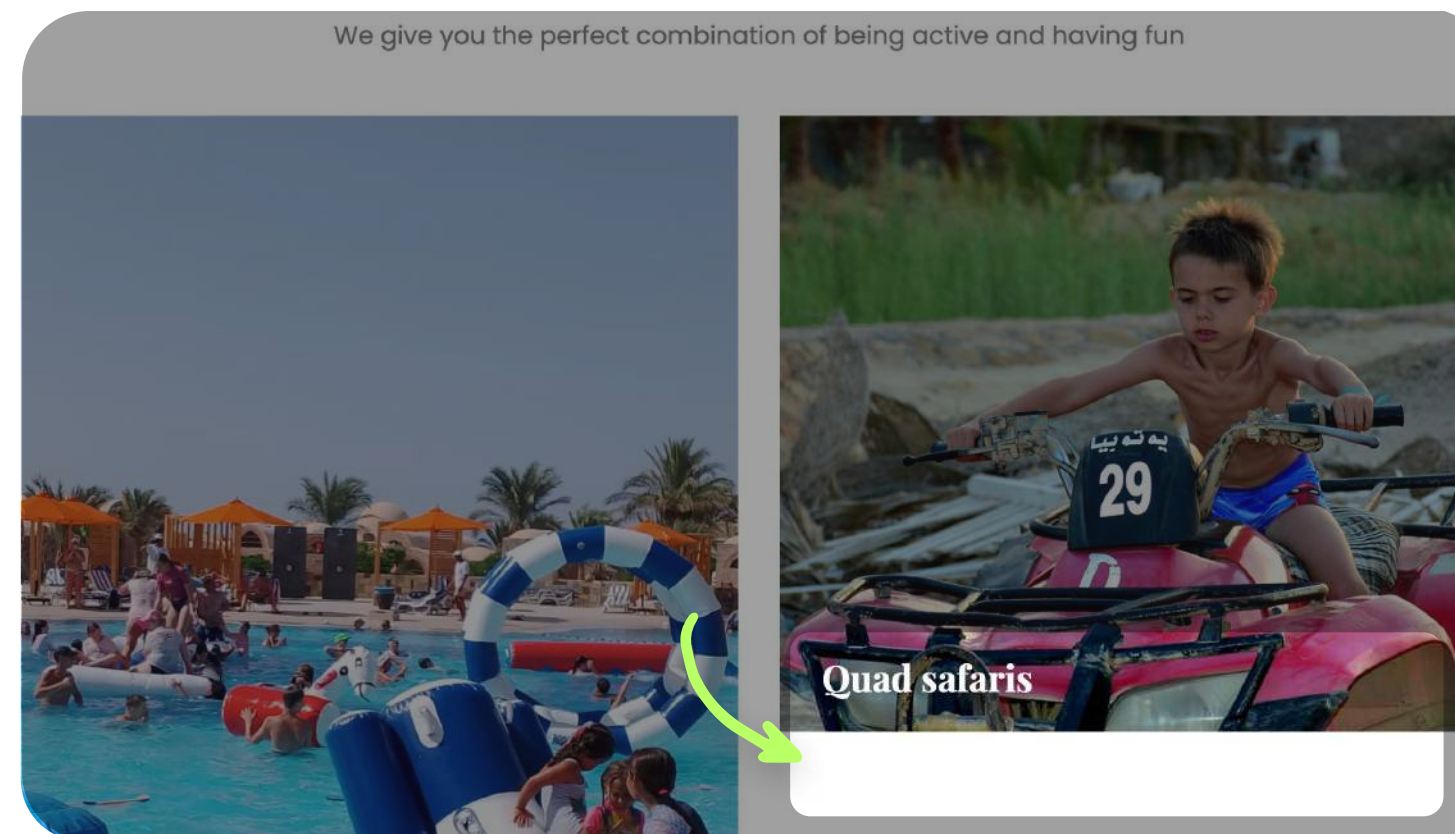 We give you the perfect combination of being active and having fun
29
D
Quad safaris